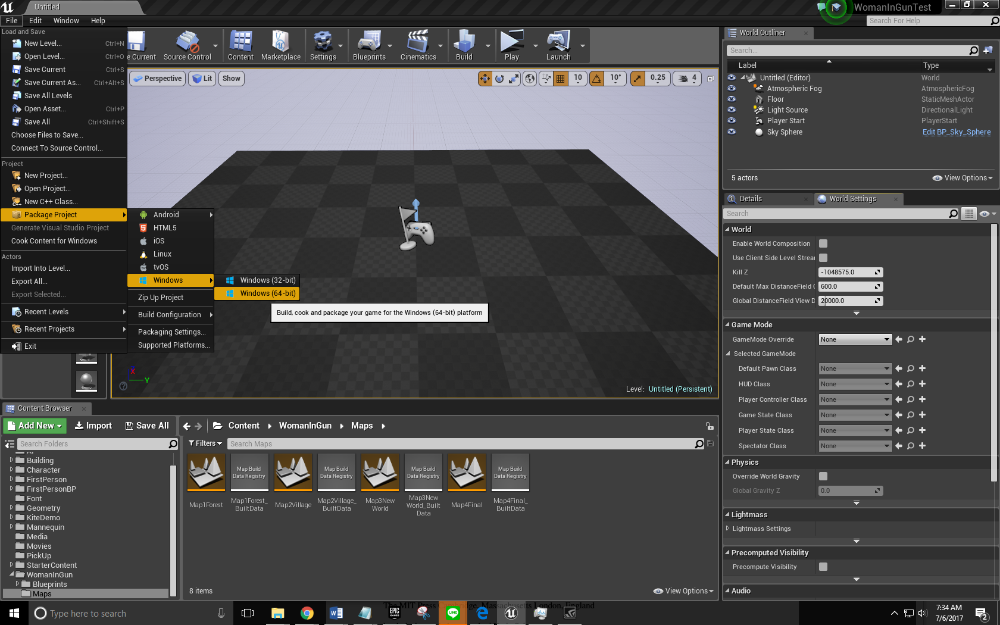 Untitled
WomanInGunTest
File Edit Window Help
Search For Help
Load and Save
New Level... Ctrl+N
Open Level... Ctrl+O
Save Current Ctrl+S
Save Current As... Ctrl+Alt+S
Save All Levels
Open Asset... Ctrl+P
Save All Ctrl+Shift+S
Choose Files to Save...
Connect To Source Control...
Project
New Project...
Open Project...
New C++ Class...
Package Project
Generate Visual Studio Project
Cook Content for Windows
Actors
Import Into Level...
Export All...
Export Selected...
Recent Levels
Recent Projects
Exit
Android
HTML5
iOS
Linux
tvOS
Windows
Zip Up Project
Build Configuration
Packaging Settings...
Supported Platforms...
Windows (32-bit)
Windows (64-bit)
Build, cook and package your game for the Windows (64-bit) platform
e Current Source Control Content Marketplace Settings Blueprints Cinematics Build Play Launch
Perspective Lit Show
10 10° 0.25 4
X
Y
Level: Untitled (Persistent)
World Outliner
Search...
Label Type
Untitled (Editor) World
Atmospheric Fog AtmosphericFog
Floor StaticMeshActor
Light Source DirectionalLight
Player Start PlayerStart
Sky Sphere Edit BP_Sky_Sphere
5 actors View Options
Details World Settings
Search
World
Enable World Composition
Use Client Side Level Strea
Kill Z -1048575.0
Default Max DistanceField 600.0
Global DistanceField View D 20000.0
Game Mode
GameMode Override None
Selected GameMode
Default Pawn Class None
HUD Class None
Player Controller Class None
Game State Class None
Player State Class None
Spectator Class None
Physics
Override World Gravity
Global Gravity Z 0.0
Lightmass
Lightmass Settings
Precomputed Visibility
Precompute Visibility
Audio
Content Browser
Add New Import Save All Content WomanInGun Maps
Search Folders
Filters Search Maps
Building
Character
FirstPerson
FirstPersonBP
Font
Geometry
KiteDemo
Mannequin
Media
Movies
PickUp
StarterContent
WomanInGun
Blueprints
Maps
Map Build Data Registry
Map Build Data Registry
Map Build Data Registry
Map Build Data Registry
Map1Forest
Map1Forest_BuiltData
Map2Village
Map2Village_BuiltData
Map3New World
Map3New World_Built Data
Map4Final
Map4Final_BuiltData
8 items View Options
Type here to search
7:34 AM
7/6/2017
EPIC GAMES
LINE
2